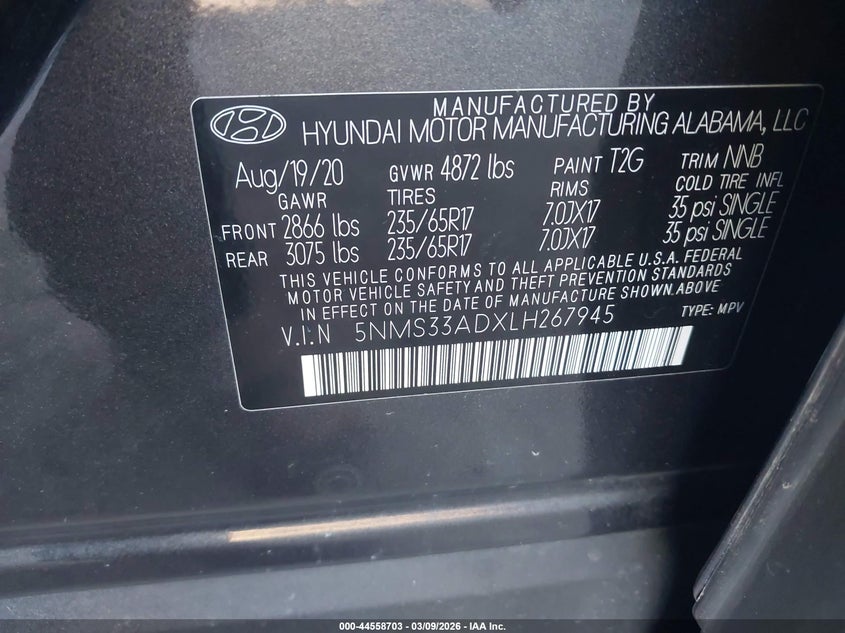 MANUFACTURED BY
HYUNDAI MOTOR MANUFACTURING ALABAMA, LLC
Aug/19/20 GVWR 4872 lbs PAINT T2G TRIM NNB
GAWR TIRES RIMS COLD TIRE INFL
FRONT 2866 lbs 235/65R17 7.0JX17 35 psi SINGLE
REAR 3075 lbs 235/65R17 7.0JX17 35 psi SINGLE
THIS VEHICLE CONFORMS TO ALL APPLICABLE U.S.A. FEDERAL
MOTOR VEHICLE SAFETY AND THEFT PREVENTION STANDARDS
IN EFFECT ON THE DATE OF MANUFACTURE SHOWN ABOVE
V.I.N 5NMS33ADXLH267945 TYPE: MPV
000-44558703 - 03/09/2026 - IAA Inc.